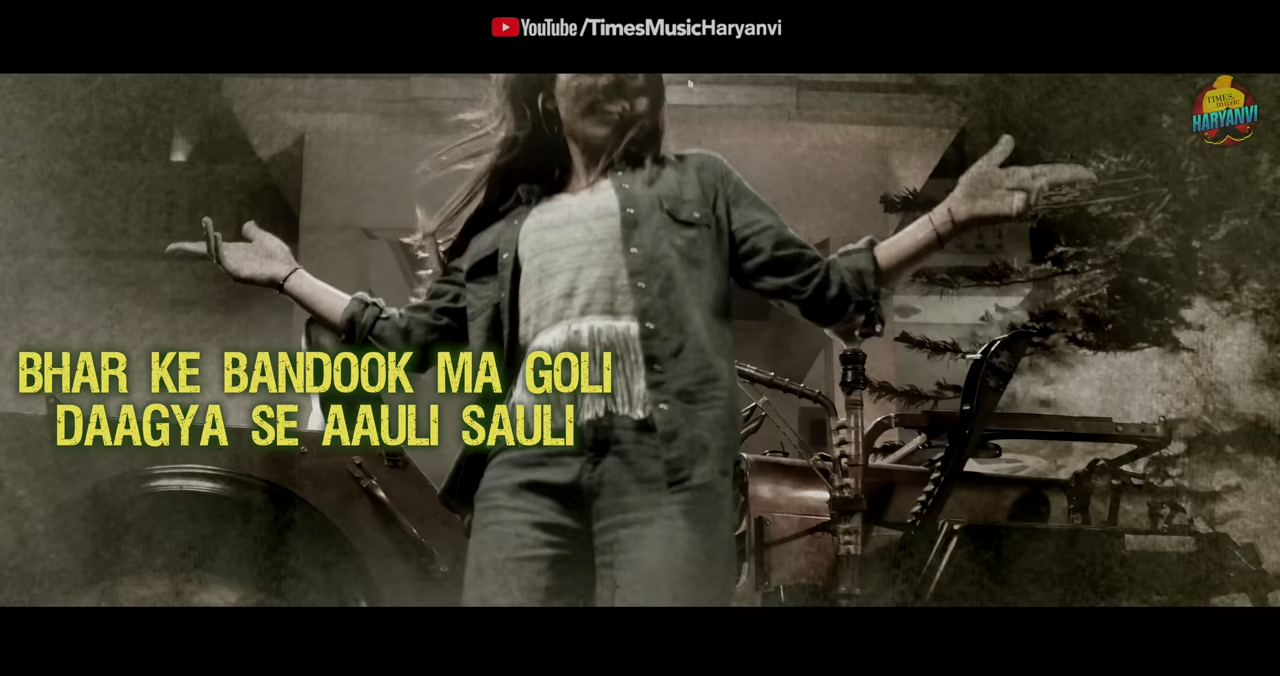 YouTube /TimesMusicHaryanvi
TIMES
music
HARYANVI
BHAR KE BANDOOK MA GOLI
DAAGYA SE AAULI SAULI